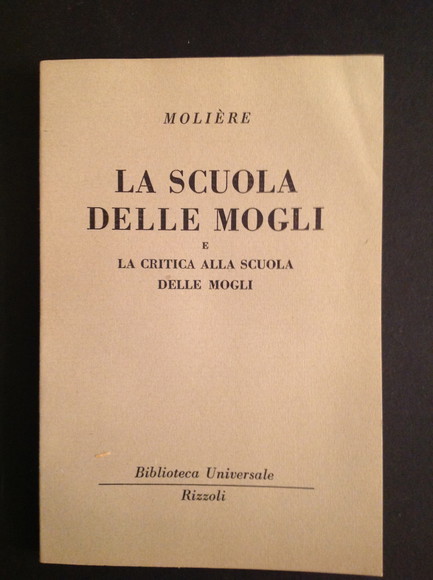 MOLIÈRE
LA SCUOLA
DELLE MOGLI
E
LA CRITICA ALLA SCUOLA
DELLE MOGLI
Biblioteca Universale
Rizzoli